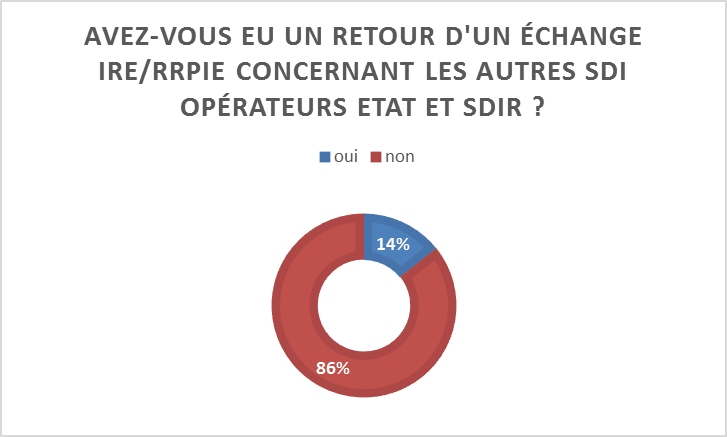 AVEZ-VOUS EU UN RETOUR D'UN ÉCHANGE
IRE/RRPIE CONCERNANT LES AUTRES SDI
OPÉRATEURS ETAT ET SDIR ?
oui non
14%
86%